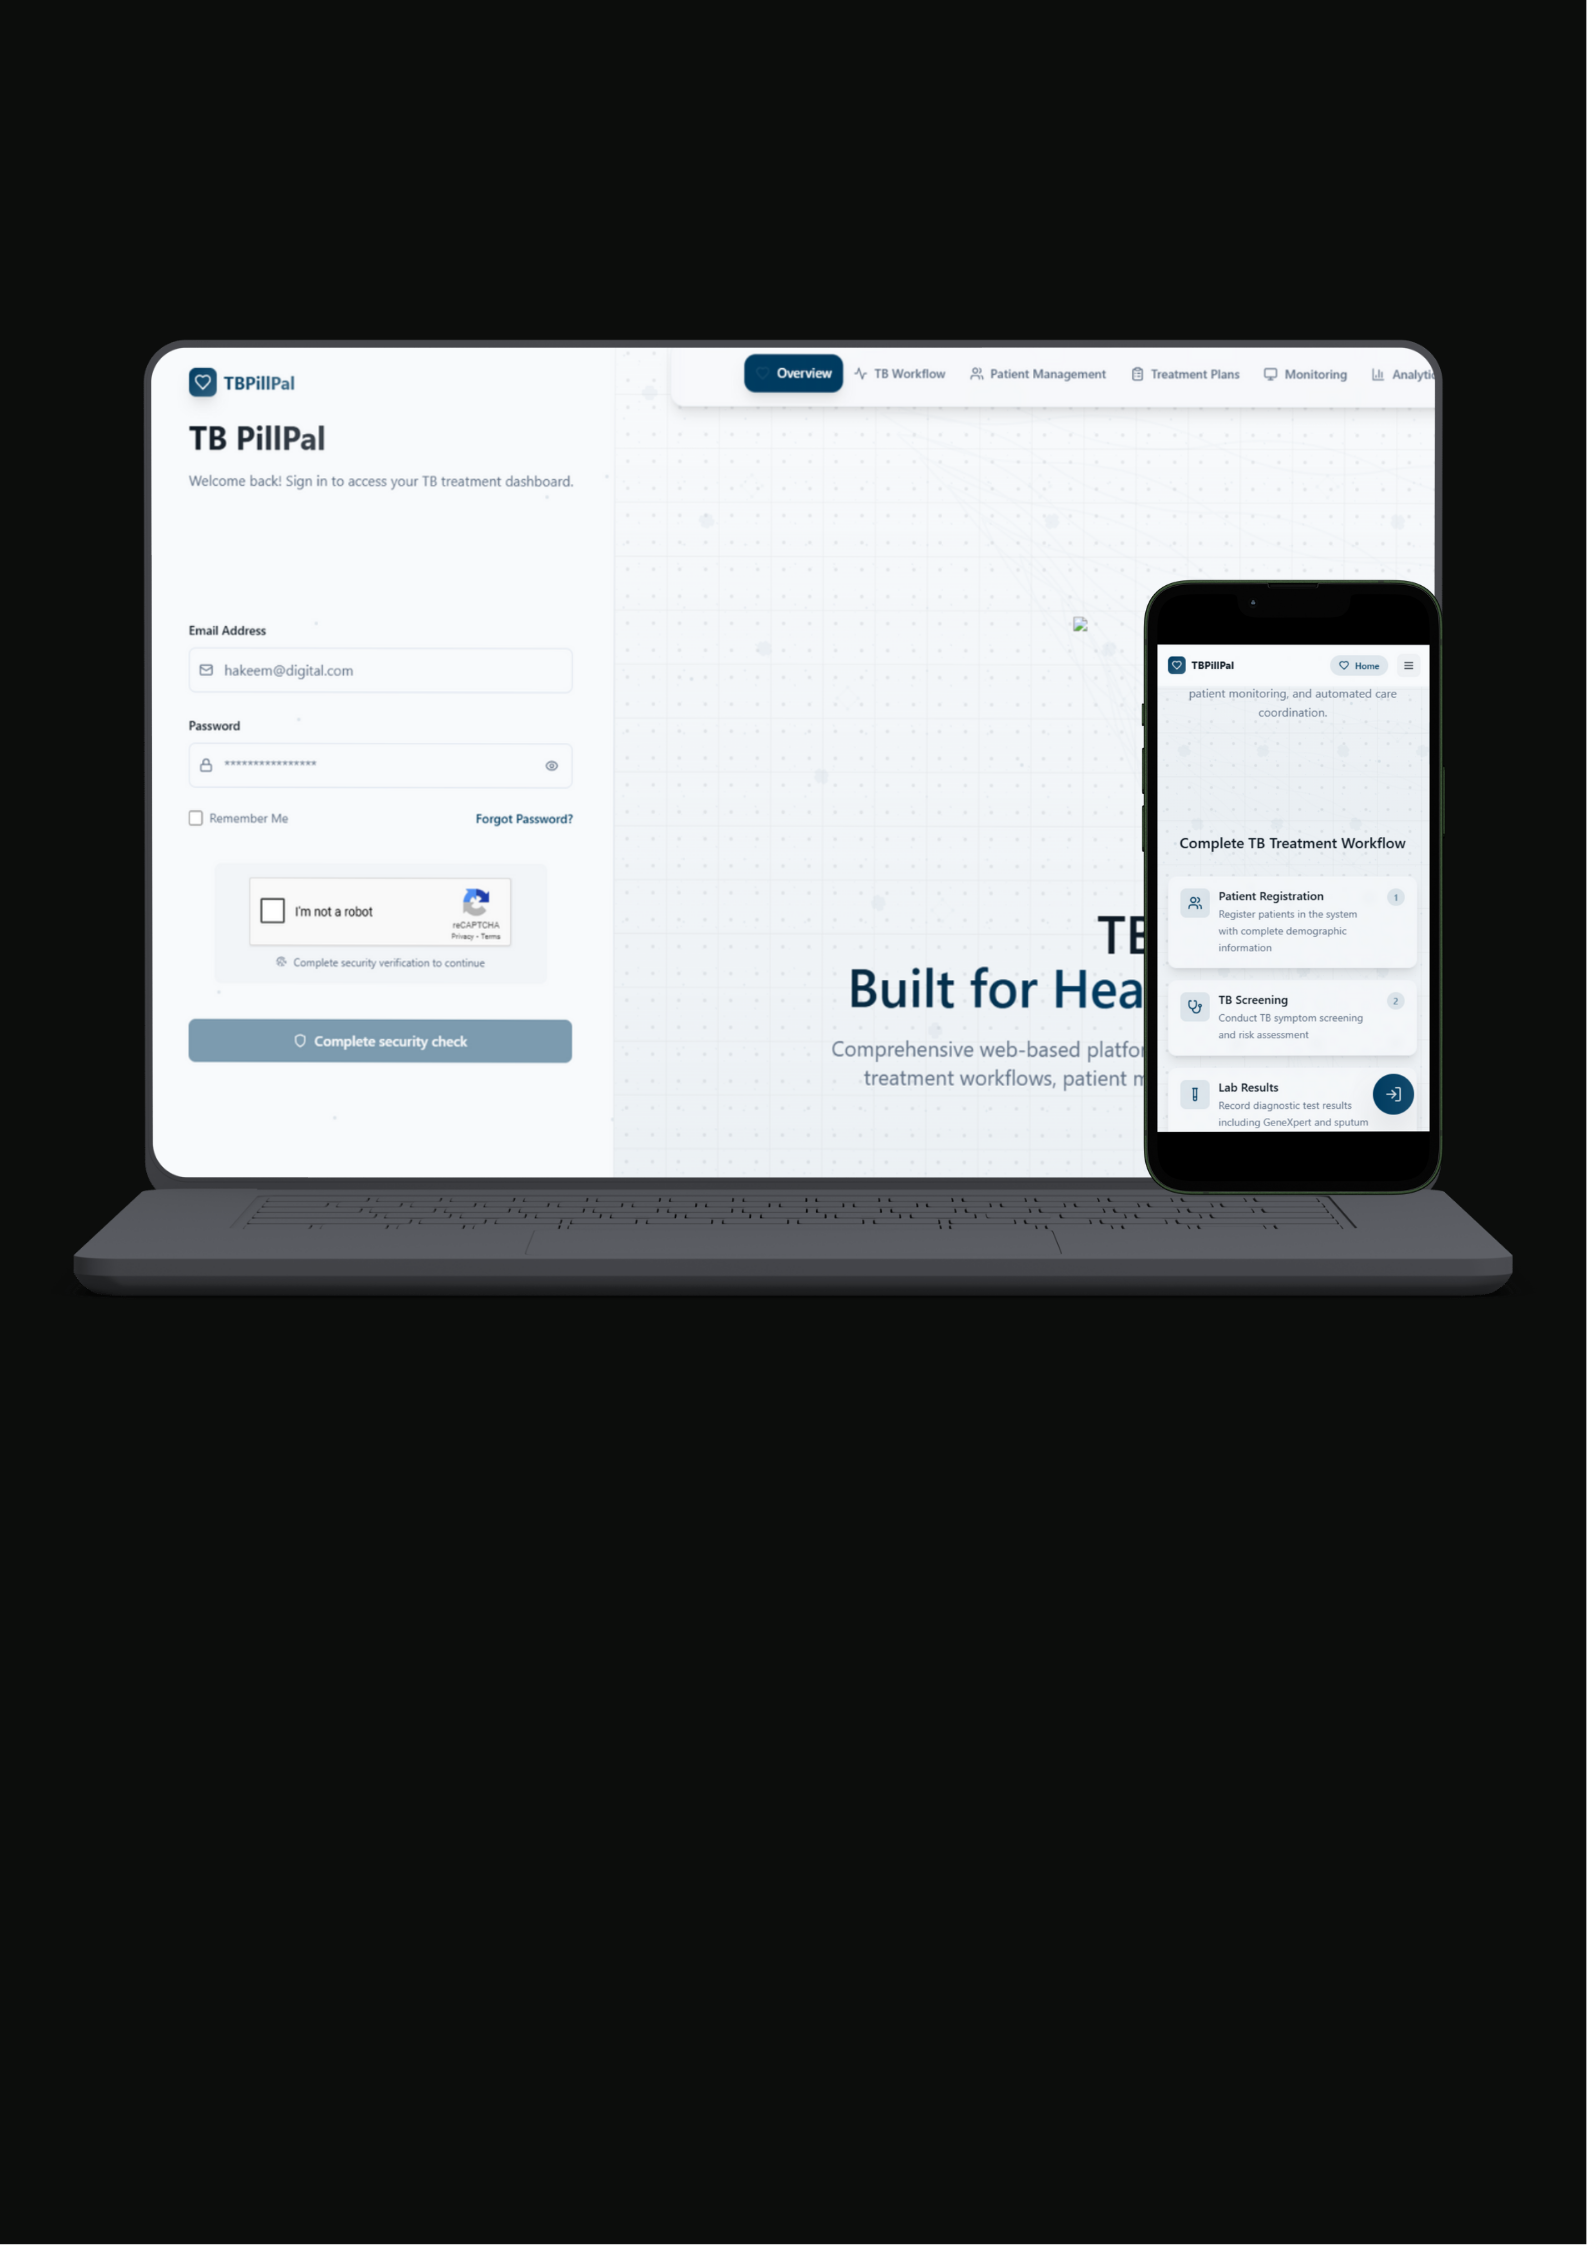 TBPillPal
TB PillPal
Welcome back! Sign in to access your TB treatment dashboard.
Email Address
hakeem@digital.com
Password
****************
Remember Me
Forgot Password?
I'm not a robot
reCAPTCHA
Privacy - Terms
Complete security verification to continue
Complete security check
Overview
TB Workflow
Patient Management
Treatment Plans
Monitoring
Analytic
TB
Built for Hea
Comprehensive web-based platfor
treatment workflows, patient m
TBPillPal
Home
patient monitoring, and automated care
coordination.
Complete TB Treatment Workflow
Patient Registration
1
Register patients in the system
with complete demographic
information
TB Screening
2
Conduct TB symptom screening
and risk assessment
Lab Results
Record diagnostic test results
including GeneXpert and sputum